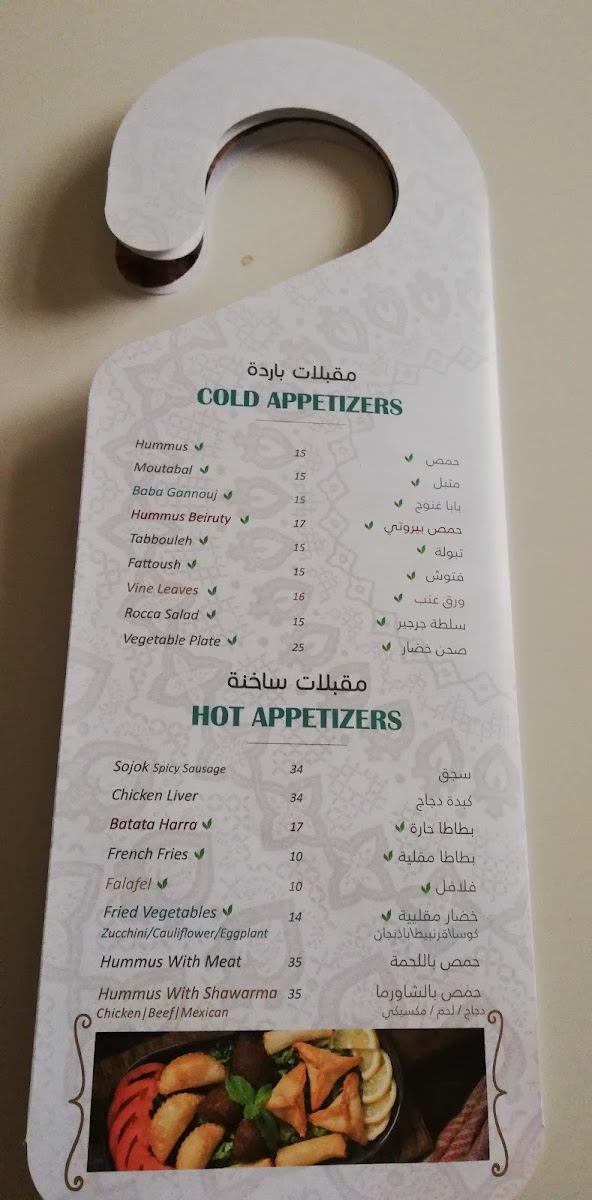 مقبلات باردة
COLD APPETIZERS
Hummus 15 حمص
Moutabal 15 متبل
Baba Gannouj 15 بابا غنوج
Hummus Beiruty 17 حمص بيروتي
Tabbouleh 15 تبولة
Fattoush 15 فتوش
Vine Leaves 16 ورق عنب
Rocca Salad 15 سلطة جرجير
Vegetable Plate 25 صحن خضار
مقبلات ساخنة
HOT APPETIZERS
Sojok Spicy Sausage 34 سجق
Chicken Liver 34 كبدة دجاج
Batata Harra 17 بطاطا حارة
French Fries 10 بطاطا مقلية
Falafel 10 فلافل
Fried Vegetables 14 خضار مقليية
Zucchini/Cauliflower/Eggplant كوسا\قرنبيط\باذنجان
Hummus With Meat 35 حمص باللحمة
Hummus With Shawarma 35 حمص بالشاورما
Chicken|Beef|Mexican دجاج / لحم / مكسيكي